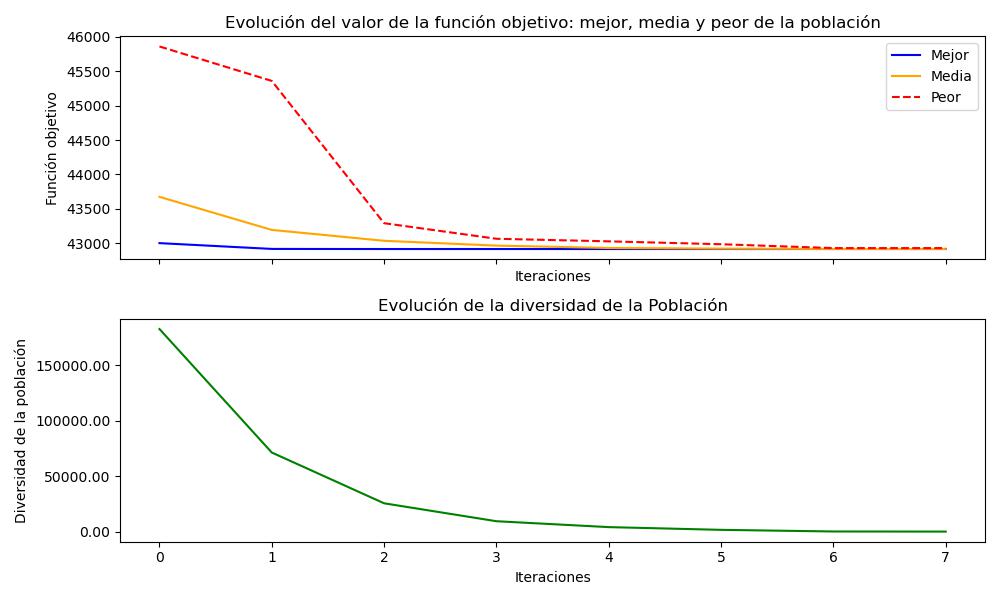 Evolución del valor de la función objetivo: mejor, media y peor de la población
46000
45500
45000
44500
44000
43500
43000
Función objetivo
Mejor
Media
Peor
Iteraciones
Evolución de la diversidad de la Población
150000.00
100000.00
50000.00
0.00
Diversidad de la población
0 1 2 3 4 5 6 7
Iteraciones